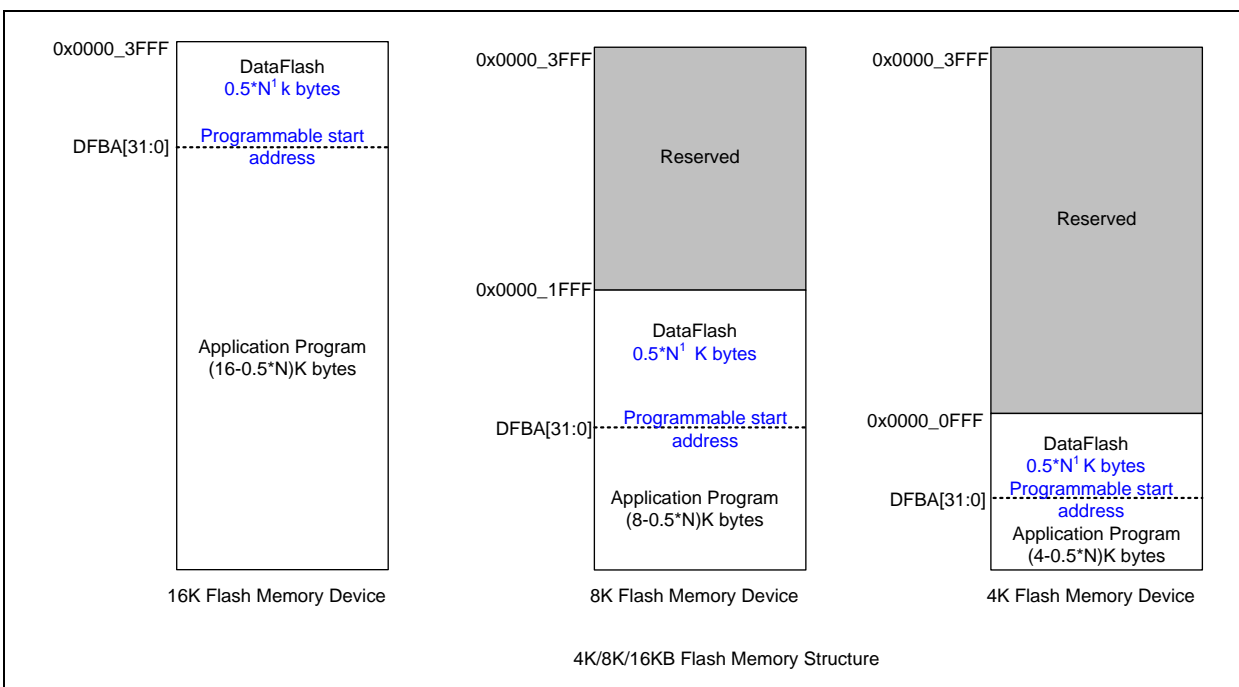 0x0000_3FFF
DataFlash
0.5*N¹ k bytes
DFBA[31:0]
Programmable start
address
Application Program
(16-0.5*N)K bytes
16K Flash Memory Device
0x0000_3FFF
Reserved
0x0000_1FFF
DataFlash
0.5*N¹ K bytes
DFBA[31:0]
Programmable start
address
Application Program
(8-0.5*N)K bytes
8K Flash Memory Device
0x0000_3FFF
Reserved
0x0000_0FFF
DataFlash
0.5*N¹ K bytes
DFBA[31:0]
Programmable start
address
Application Program
(4-0.5*N)K bytes
4K Flash Memory Device
4K/8K/16KB Flash Memory Structure